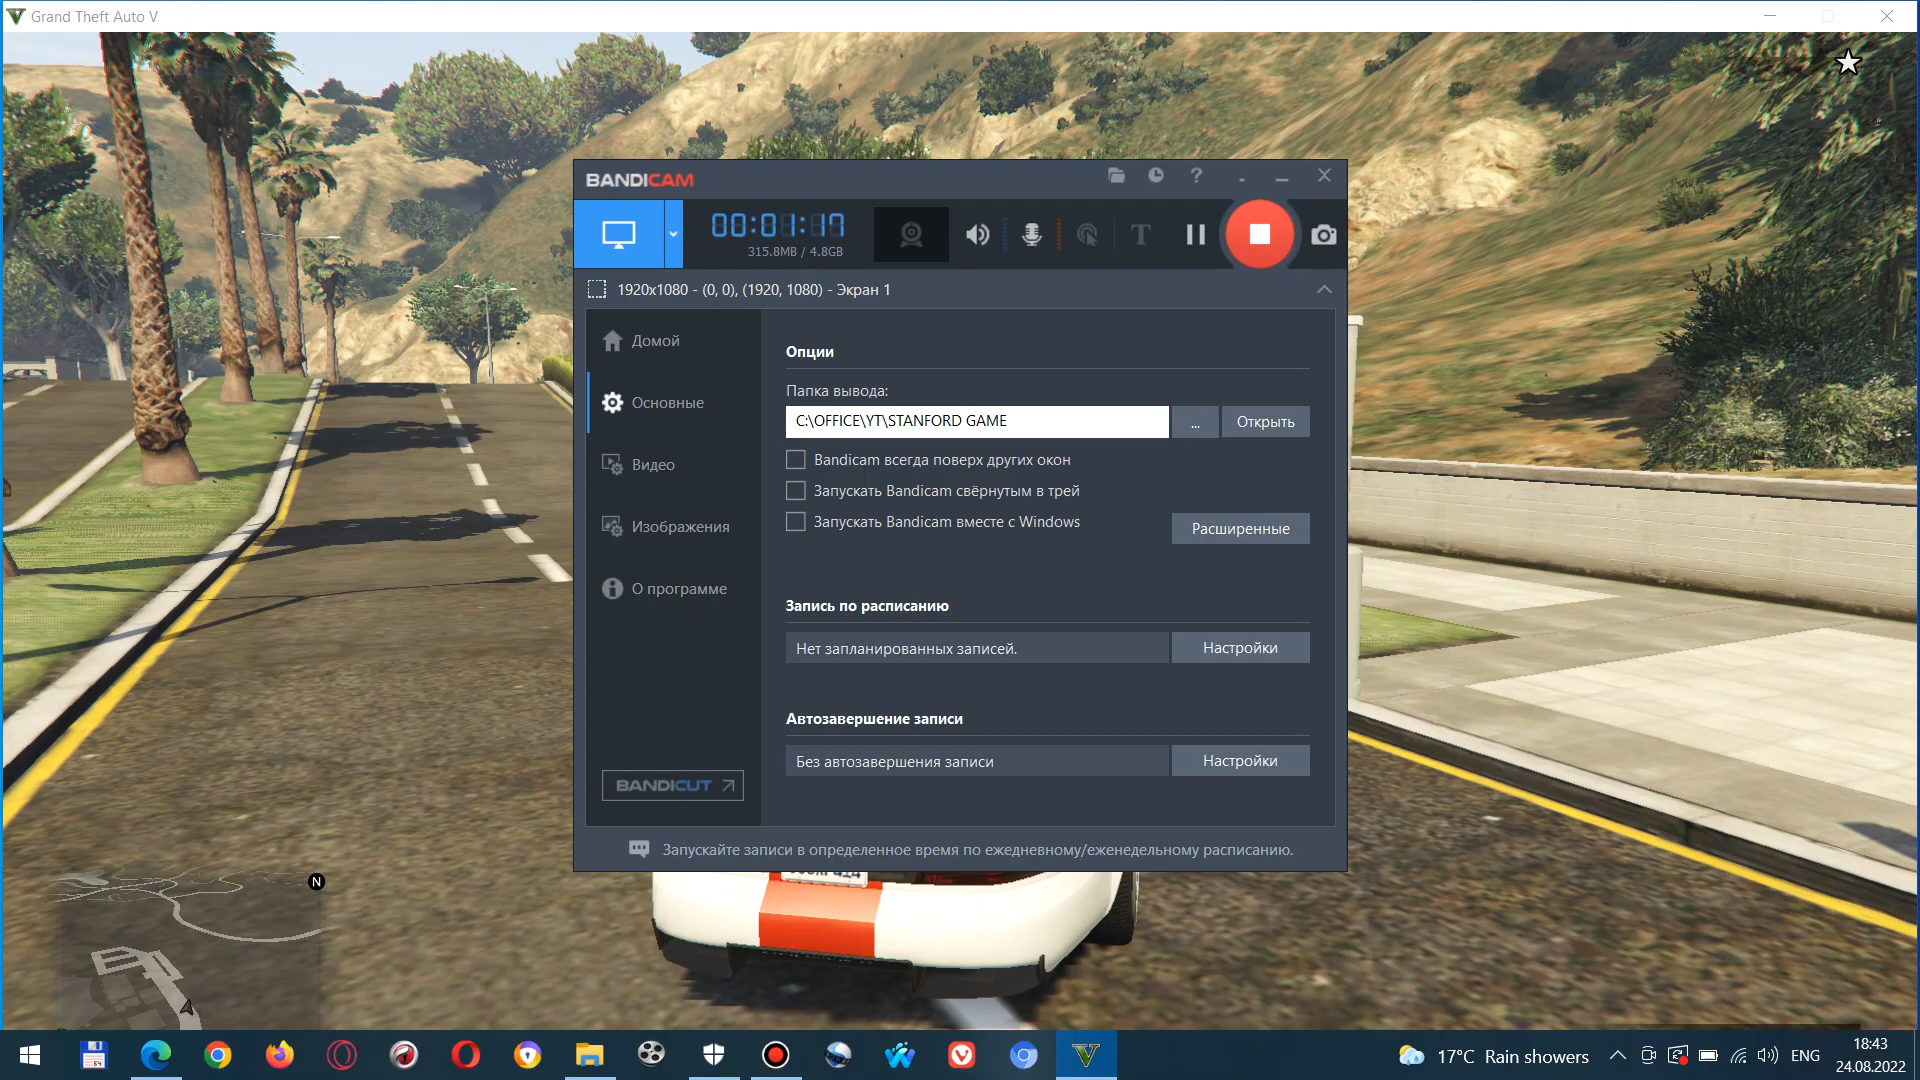 Grand Theft Auto V
BANDICAM
00:01:17
315.8MB / 4.8GB
T
1920x1080 - (0, 0), (1920, 1080) - Экран 1
Домой
Основные
Видео
Изображения
О программе
BANDICUT
Опции
Папка вывода:
C:\OFFICE\YT\STANFORD GAME
...
Открыть
Bandicam всегда поверх других окон
Запускать Bandicam свёрнутым в трей
Запускать Bandicam вместе с Windows
Расширенные
Запись по расписанию
Нет запланированных записей.
Настройки
Автозавершение записи
Без автозавершения записи
Настройки
Запускайте записи в определенное время по ежедневному/еженедельному расписанию.
N
64
17°C Rain showers
ENG
18:43
24.08.2022